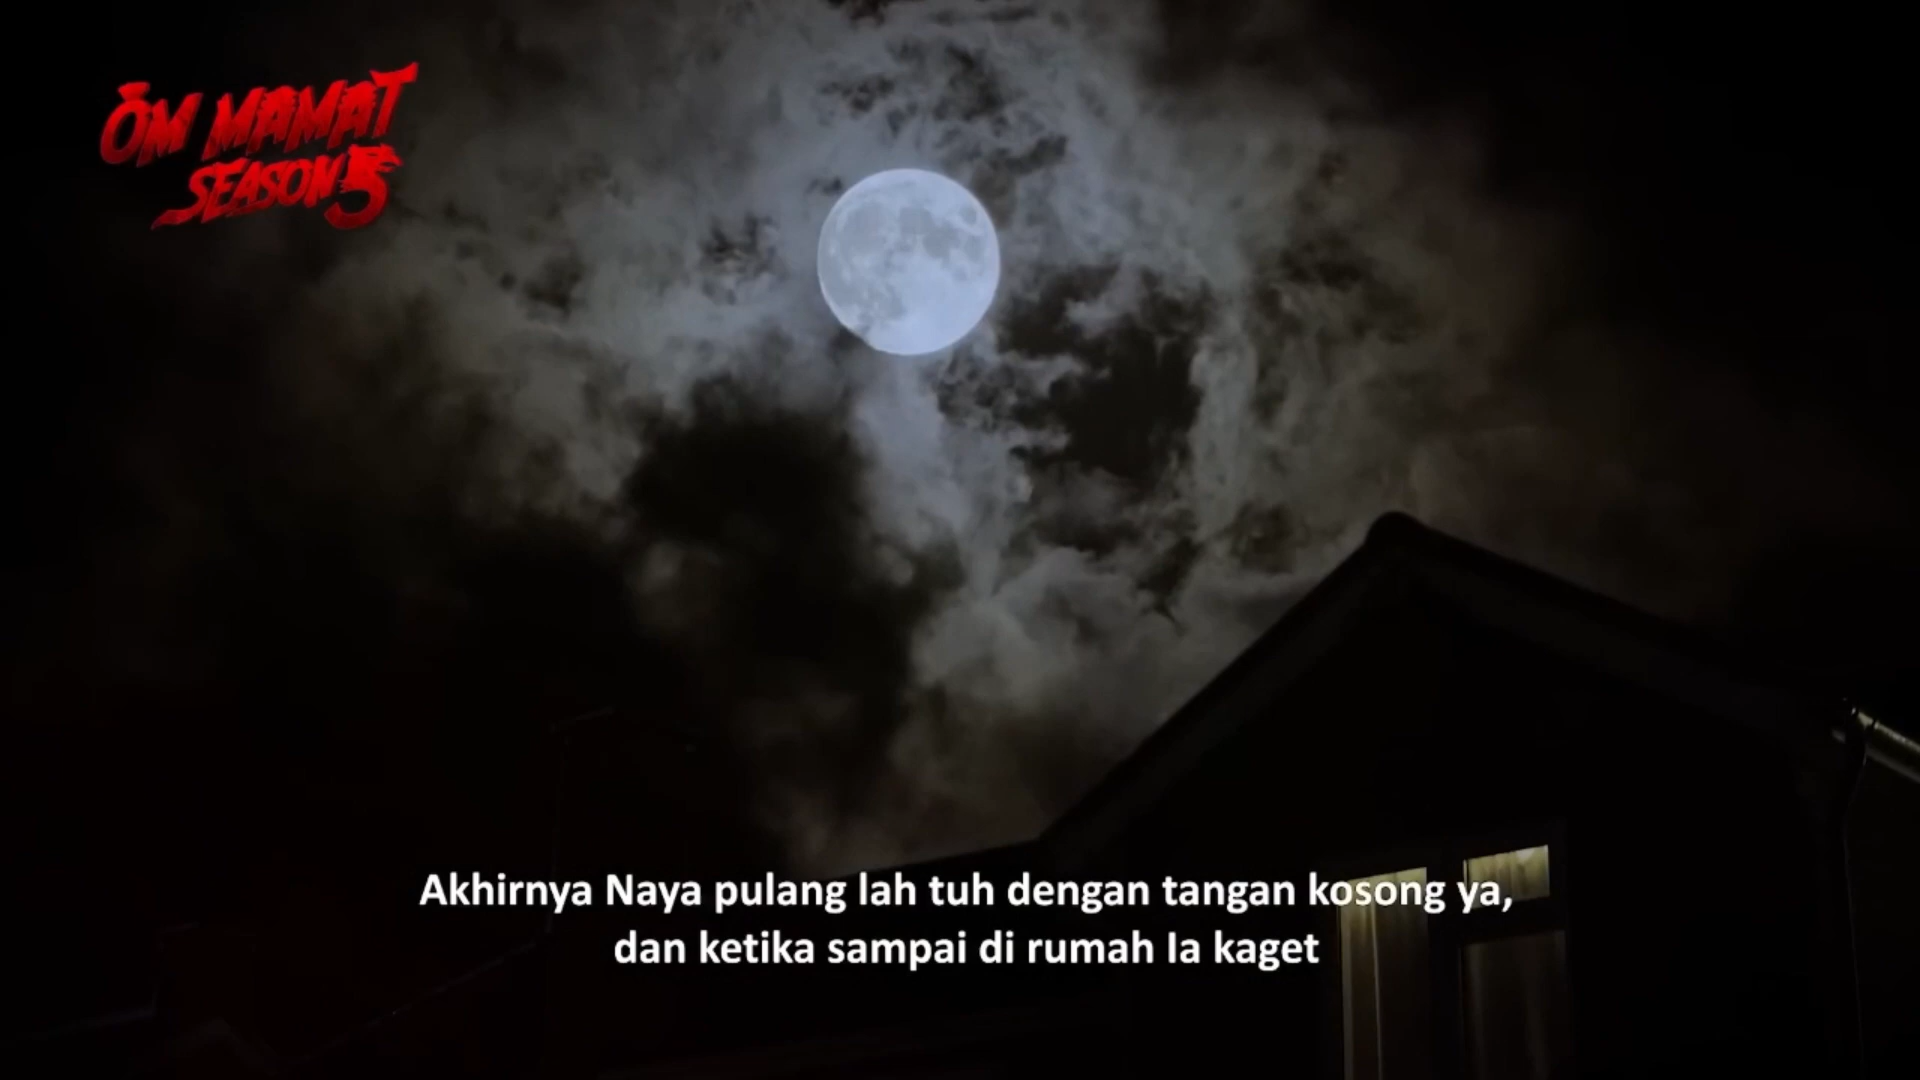 ŌM MAMAT
SEASON 5
Akhirnya Naya pulang lah tuh dengan tangan kosong ya,
dan ketika sampai di rumah Ia kaget